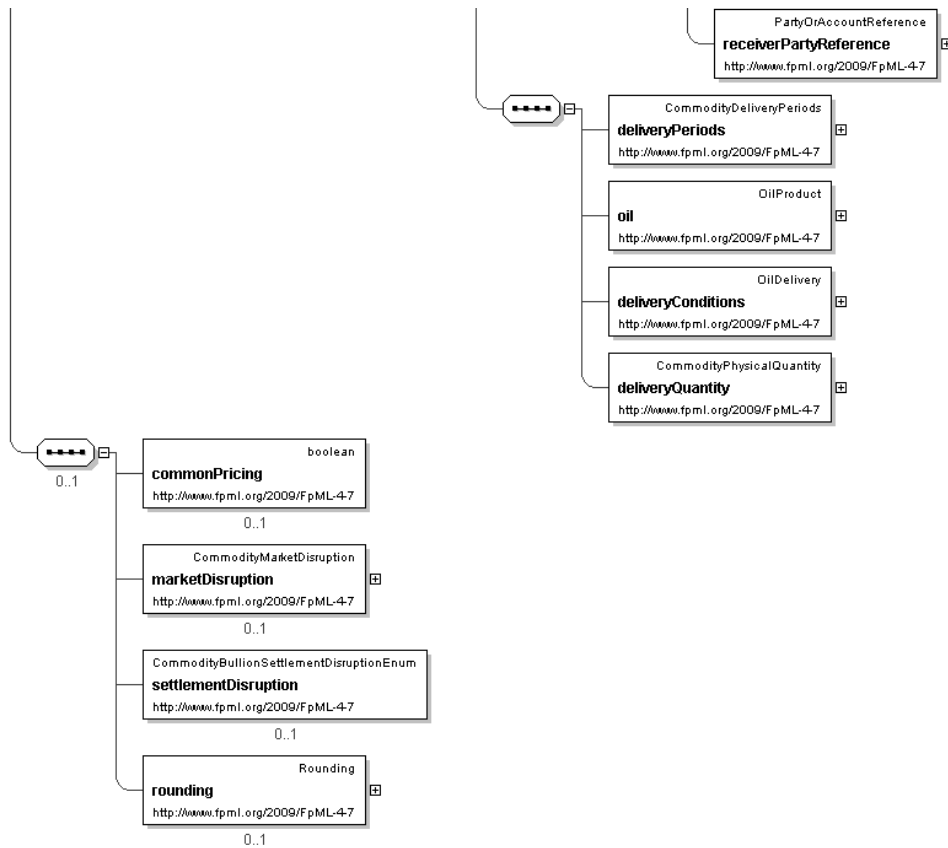 PartyOrAccountReference
receiverPartyReference
http://www.fpml.org/2009/FpML-4-7
CommodityDeliveryPeriods
deliveryPeriods
http://www.fpml.org/2009/FpML-4-7
OilProduct
oil
http://www.fpml.org/2009/FpML-4-7
OilDelivery
deliveryConditions
http://www.fpml.org/2009/FpML-4-7
CommodityPhysicalQuantity
deliveryQuantity
http://www.fpml.org/2009/FpML-4-7
0..1
boolean
commonPricing
http://www.fpml.org/2009/FpML-4-7
0..1
CommodityMarketDisruption
marketDisruption
http://www.fpml.org/2009/FpML-4-7
0..1
CommodityBullionSettlementDisruptionEnum
settlementDisruption
http://www.fpml.org/2009/FpML-4-7
0..1
Rounding
rounding
http://www.fpml.org/2009/FpML-4-7
0..1